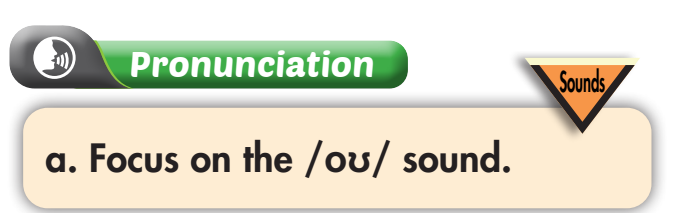 Pronunciation
Sounds
a. Focus on the /oʊ/ sound.